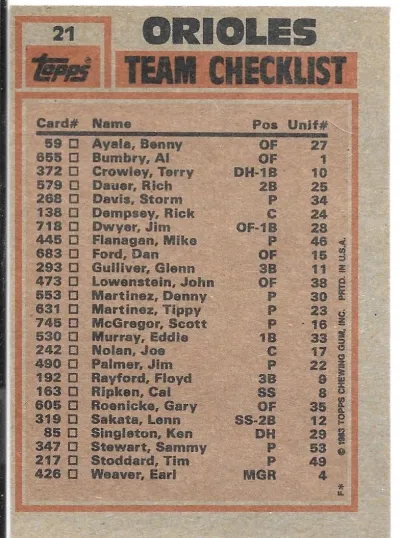 21
Topps
ORIOLES
TEAM CHECKLIST
Card# Name Pos Unif#
59 Ayala, Benny OF 27
655 Bumbry, Al OF 1
372 Crowley, Terry DH-1B 10
579 Dauer, Rich 2B 25
268 Davis, Storm P 34
138 Dempsey, Rick C 24
718 Dwyer, Jim OF-1B 28
445 Flanagan, Mike P 46
683 Ford, Dan OF 15
293 Gulliver, Glenn 3B 11
473 Lowenstein, John OF 38
553 Martinez, Denny P 30
631 Martinez, Tippy P 23
745 McGregor, Scott P 16
530 Murray, Eddie 1B 33
242 Nolan, Joe C 17
490 Palmer, Jim P 22
192 Rayford, Floyd 3B 9
163 Ripken, Cal SS 8
605 Roenicke, Gary OF 35
319 Sakata, Lenn SS-2B 12
85 Singleton, Ken DH 29
347 Stewart, Sammy P 53
217 Stoddard, Tim P 49
426 Weaver, Earl MGR 4
F* © 1983 TOPPS CHEWING GUM, INC. PRTD. IN U.S.A.